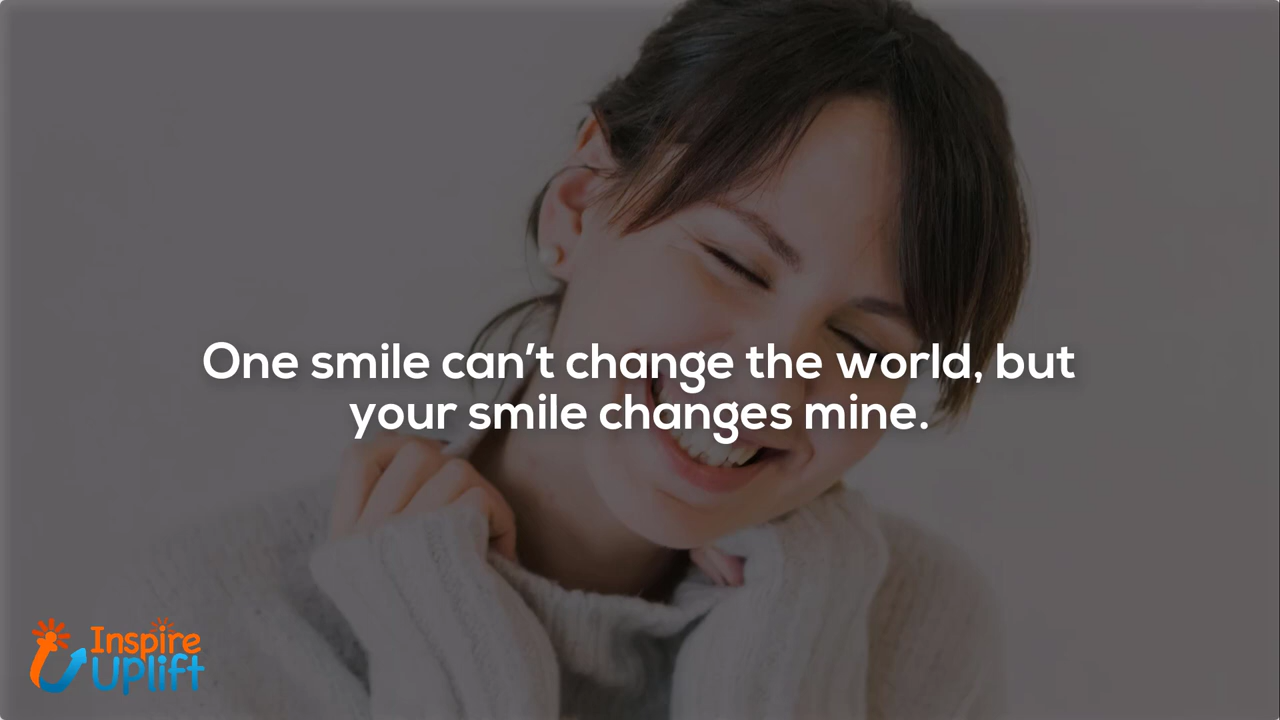 One smile can't change the world, but
your smile changes mine.
Inspire
Uplift